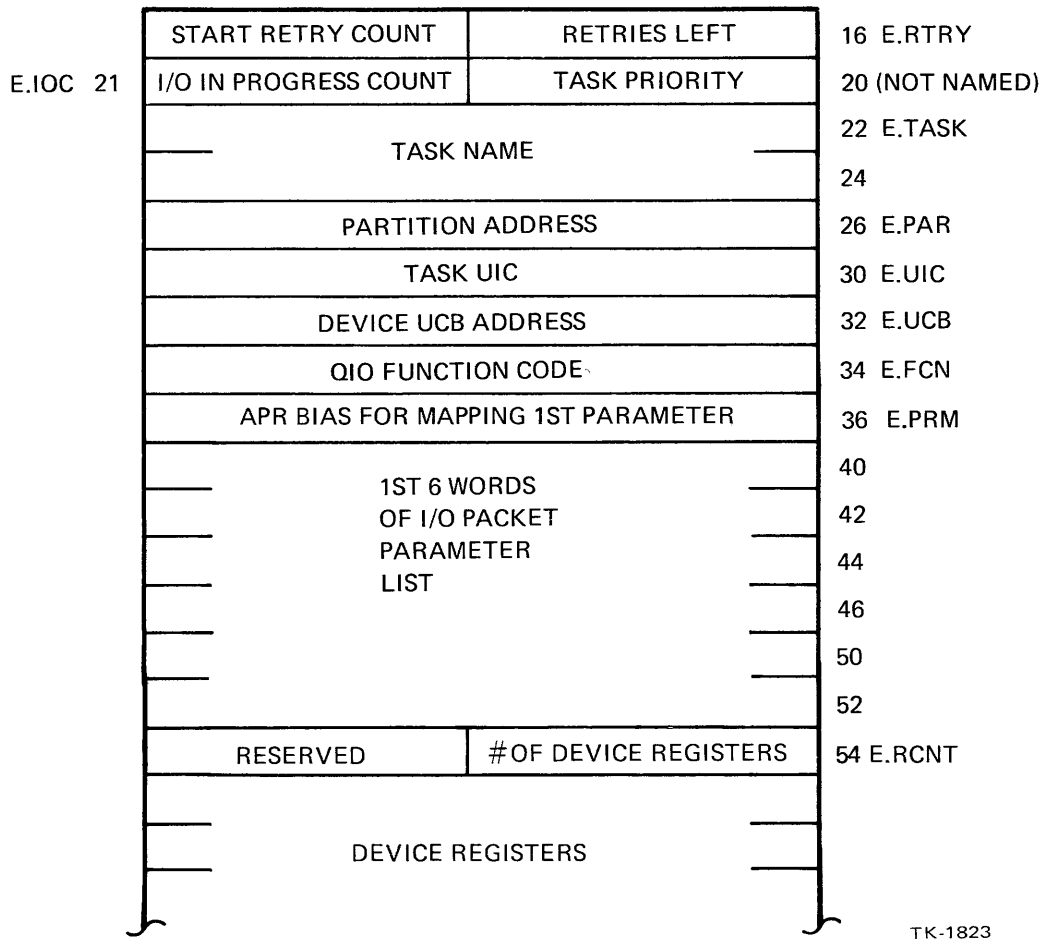 START RETRY COUNT RETRIES LEFT 16 E.RTRY
E.IOC 21 I/O IN PROGRESS COUNT TASK PRIORITY 20 (NOT NAMED)
22 E.TASK
TASK NAME
24
PARTITION ADDRESS 26 E.PAR
TASK UIC 30 E.UIC
DEVICE UCB ADDRESS 32 E.UCB
QIO FUNCTION CODE 34 E.FCN
APR BIAS FOR MAPPING 1ST PARAMETER 36 E.PRM
40
1ST 6 WORDS
OF I/O PACKET 42
PARAMETER
44
LIST
46
50
52
RESERVED #OF DEVICE REGISTERS 54 E.RCNT
DEVICE REGISTERS
TK-1823